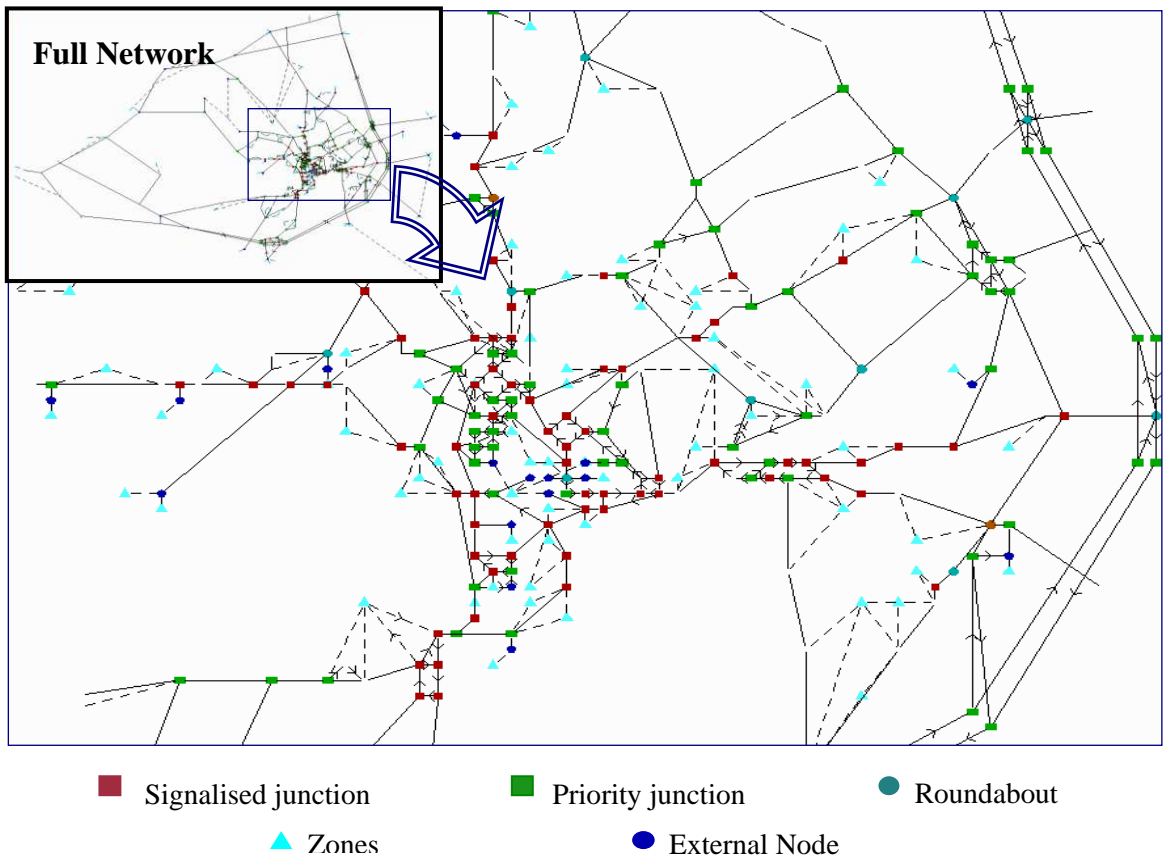 Full Network
Signalised junction
Priority junction
Roundabout
Zones
External Node